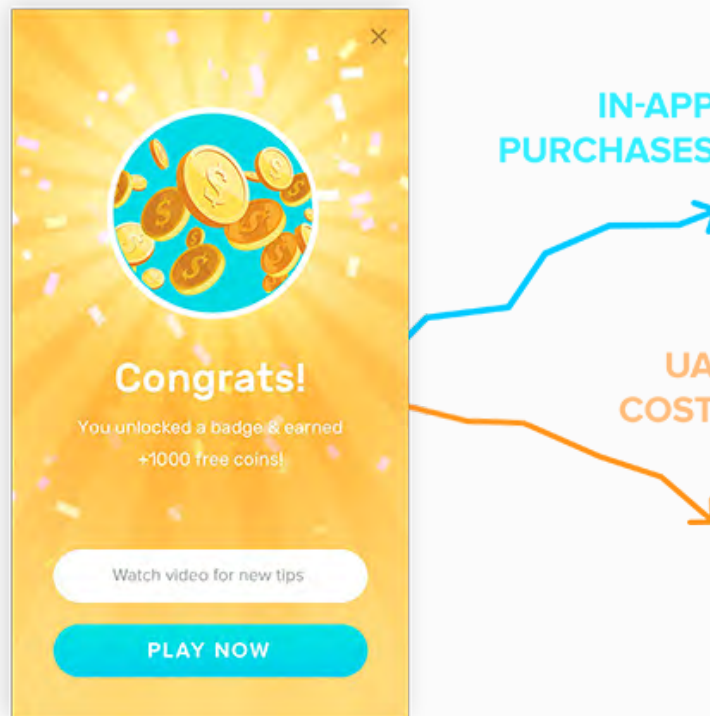 Congrats!
You unlocked a badge & earned
+1000 free coins!
Watch video for new tips
PLAY NOW
IN-APP
PURCHASES
UA
COST